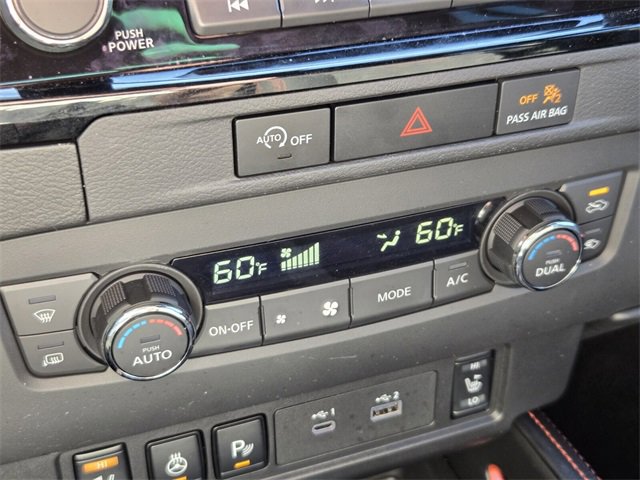 PUSH
POWER
AUTO OFF
OFF 2
PASS AIR BAG
60°F
60°F
ON-OFF
MODE
A/C
PUSH
AUTO
PUSH
DUAL
1
2
HI
LO
HI
P